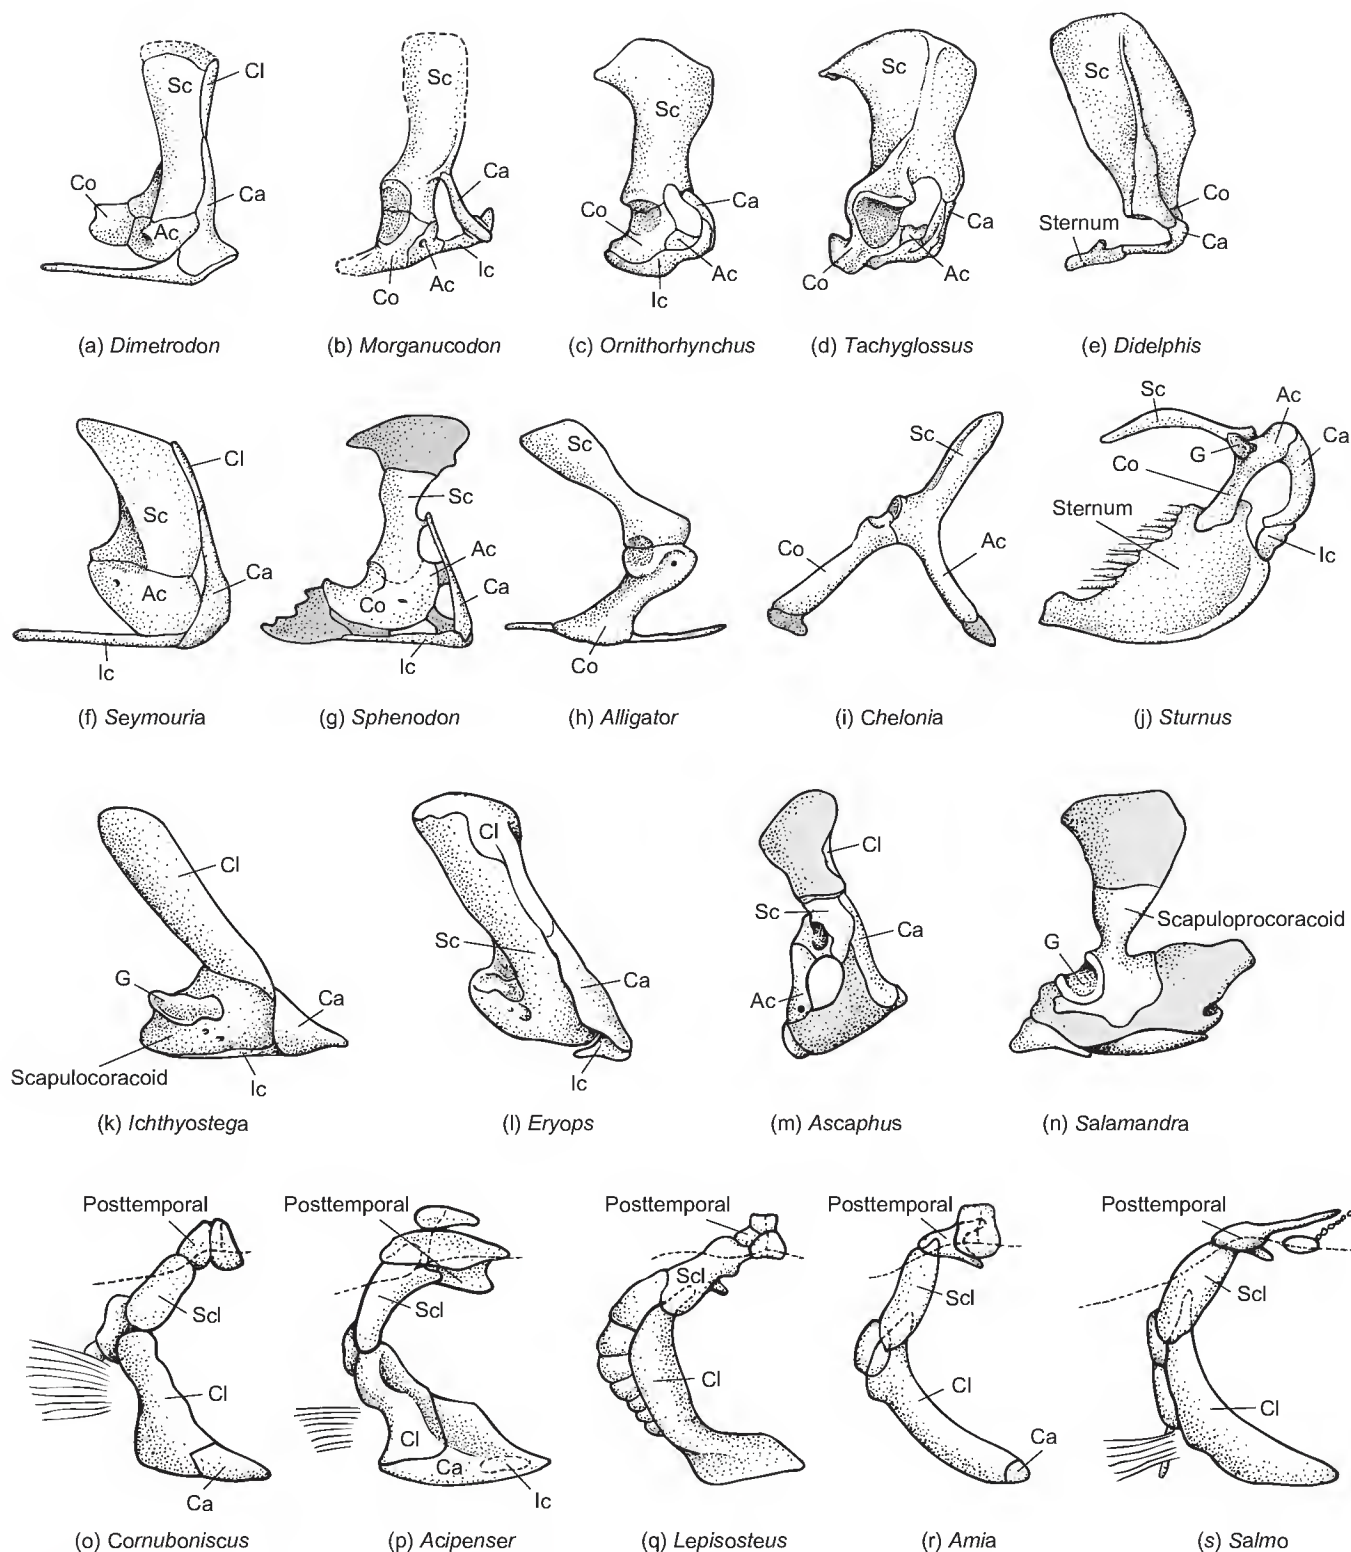 Sc
Cl
Co
Ca
Ac
(a) Dimetrodon
Sc
Ca
Ic
Co
Ac
(b) Morganucodon
Sc
Co
Ca
Ac
Ic
(c) Ornithorhynchus
Sc
Ca
Co
Ac
(d) Tachyglossus
Sc
Co
Sternum
Ca
(e) Didelphis
Cl
Sc
Ca
Ac
Ic
(f) Seymouria
Sc
Ac
Ca
Co
Ic
(g) Sphenodon
Sc
Co
(h) Alligator
Sc
Co
Ac
(i) Chelonia
Sc
Ac
Ca
G
Co
Sternum
Ic
(j) Sturnus
Cl
G
Ca
Scapulocoracoid
Ic
(k) Ichthyostega
Cl
Sc
Ca
Ic
(l) Eryops
Cl
Sc
Ca
Ac
(m) Ascaphus
Scapuloprocoracoid
G
(n) Salamandra
Posttemporal
Scl
Cl
Ca
(o) Cornuboniscus
Posttemporal
Scl
Cl
Ca
Ic
(p) Acipenser
Posttemporal
Scl
Cl
(q) Lepisosteus
Posttemporal
Scl
Cl
Ca
(r) Amia
Posttemporal
Scl
Cl
(s) Salmo